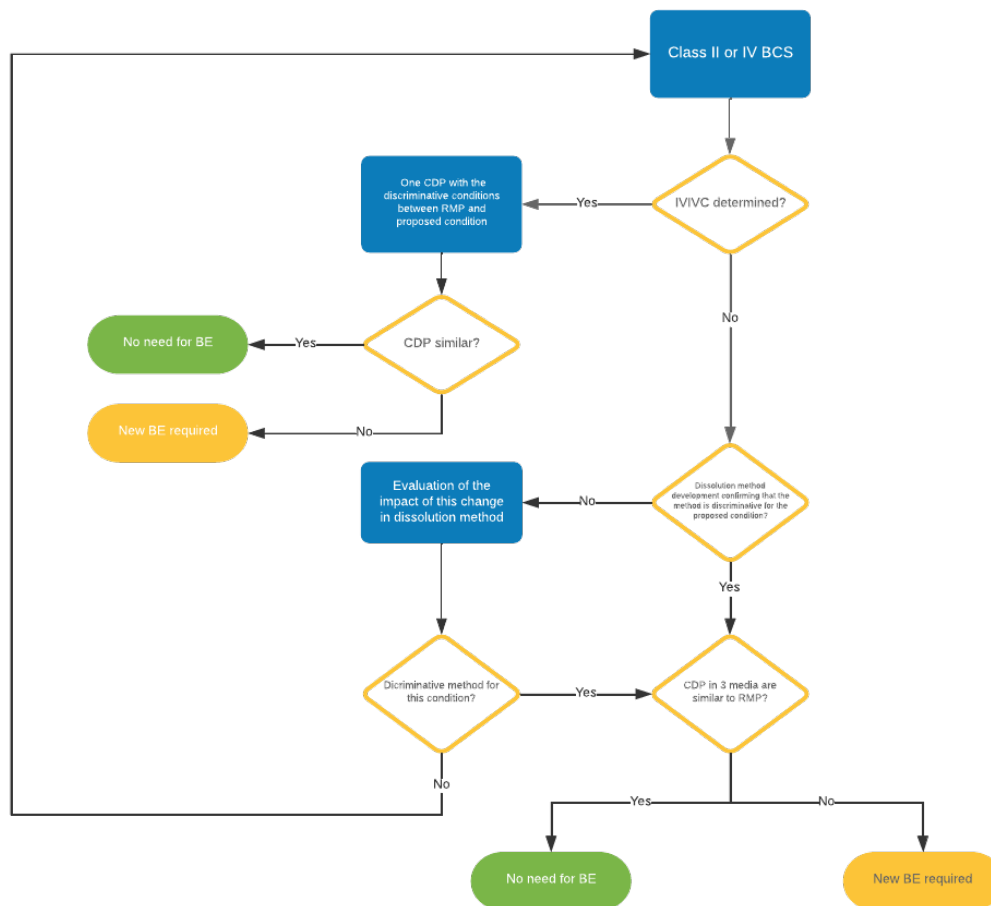 Class II or IV BCS
One CDP with the
discriminative conditions
between RMP and
proposed condition
Yes
IVIVC determined?
No
No need for BE
Yes
CDP similar?
New BE required
No
Evaluation of the
impact of this change
in dissolution method
No
Dissolution method
development confirming that the
method is discriminative for the
proposed condition?
Yes
Dicriminative method for
this condition?
Yes
CDP in 3 media are
similar to RMP?
No
Yes
No
No need for BE
New BE required